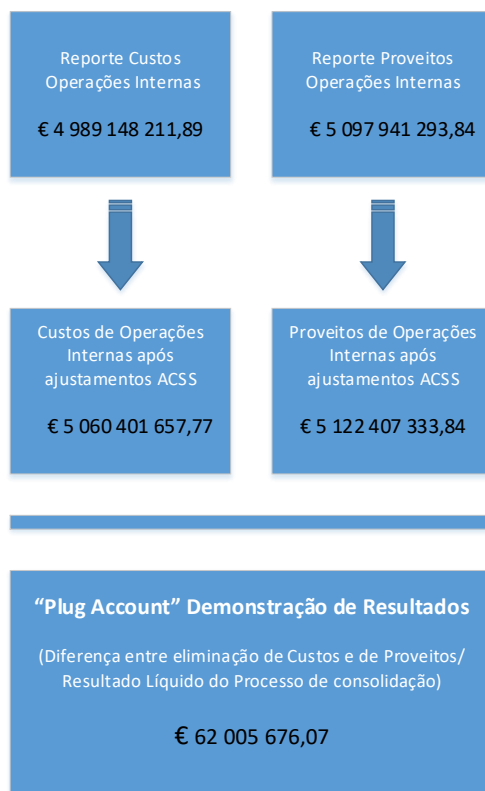 Reporte Custos
Operações Internas
€ 4 989 148 211,89
Reporte Proveitos
Operações Internas
€ 5 097 941 293,84
Custos de Operações
Internas após
ajustamentos ACSS
€ 5 060 401 657,77
Proveitos de Operações
Internas após
ajustamentos ACSS
€ 5 122 407 333,84
“Plug Account” Demonstração de Resultados
(Diferença entre eliminação de Custos e de Proveitos/
Resultado Líquido do Processo de consolidação)
€ 62 005 676,07